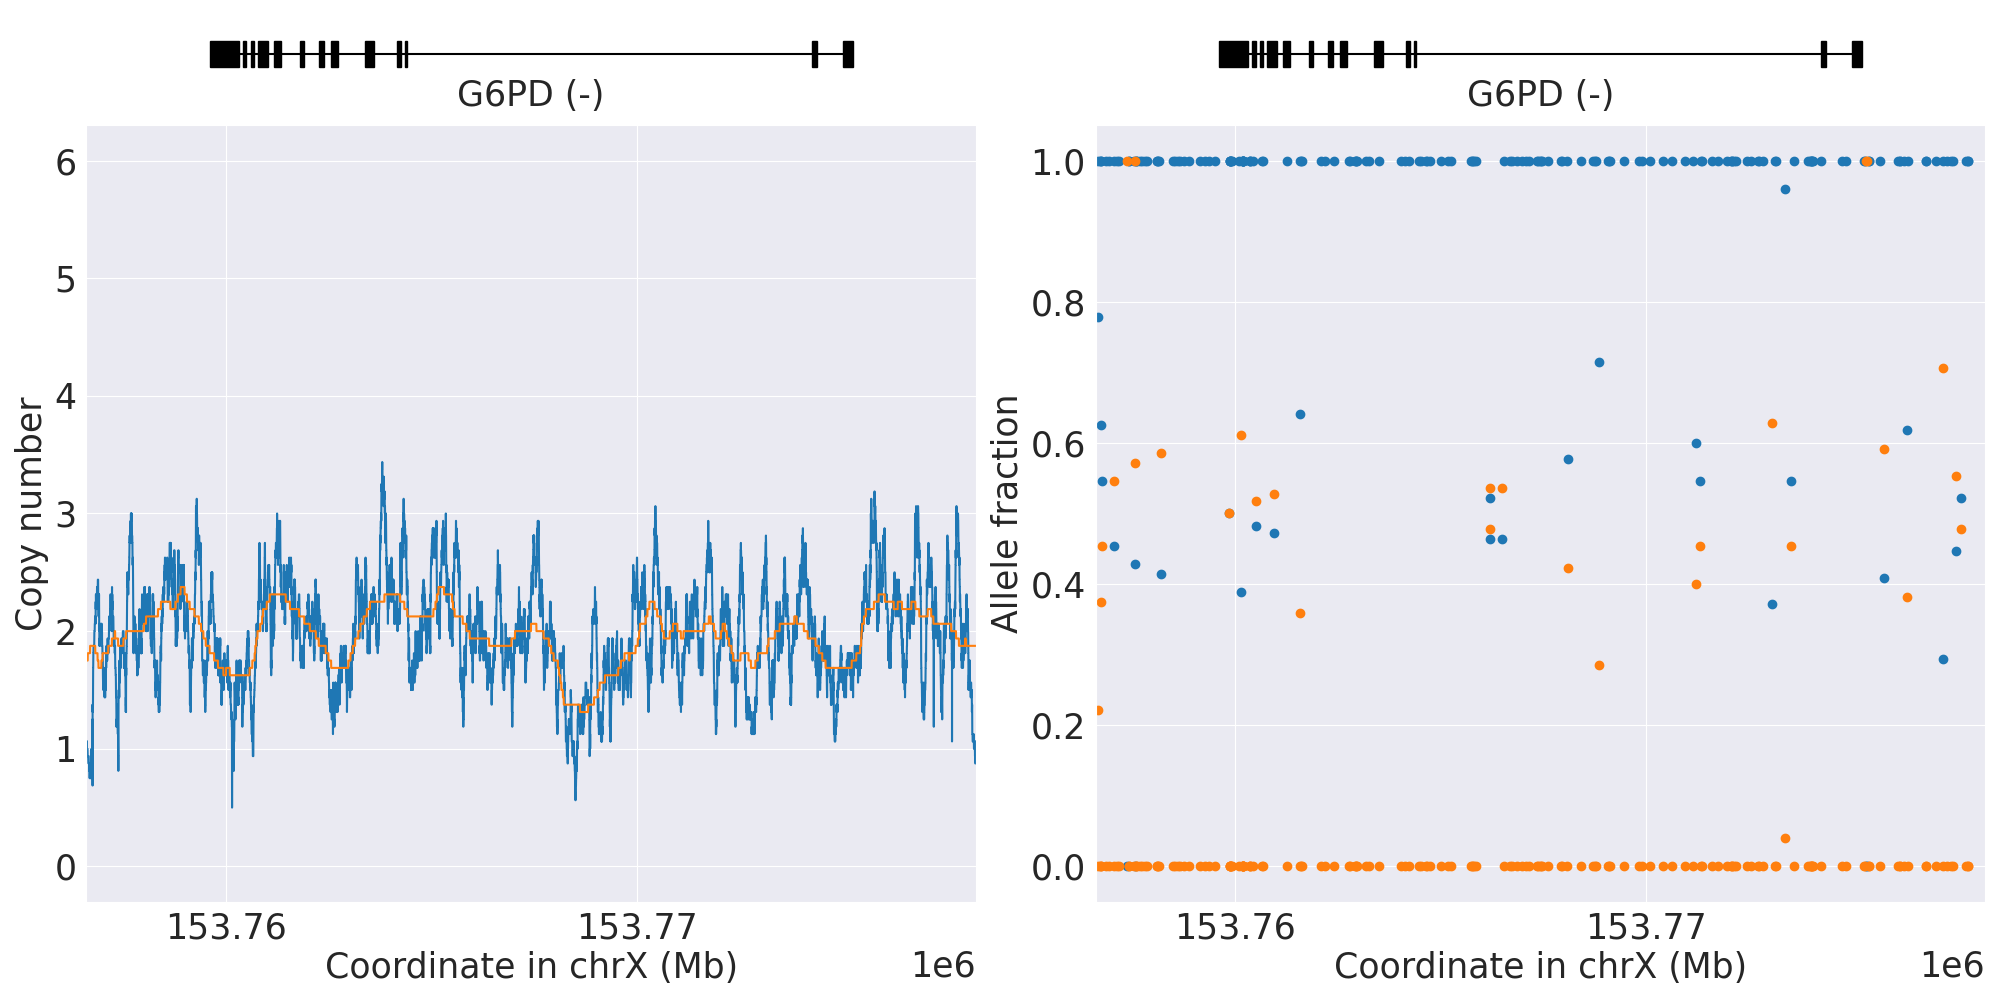 G6PD (-)
6
5
4
3
2
1
0
Copy number
153.76
153.77
Coordinate in chrX (Mb)
1e6
G6PD (-)
1.0
0.8
0.6
0.4
0.2
0.0
Allele fraction
153.76
153.77
Coordinate in chrX (Mb)
1e6